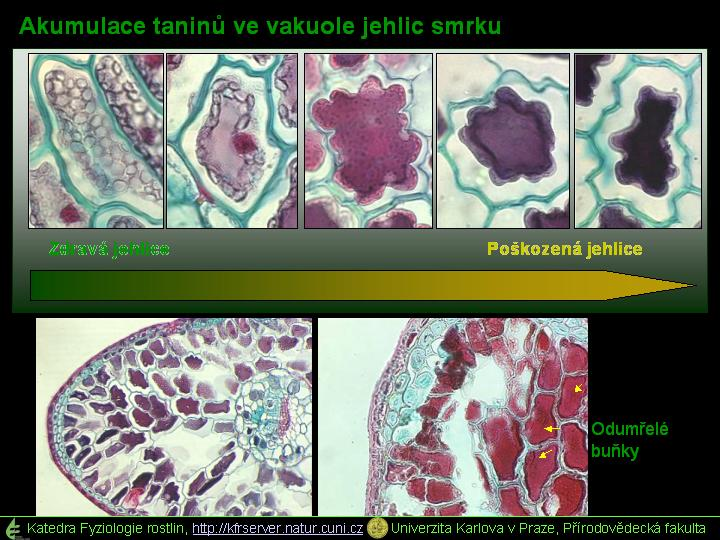 Akumulace taninů ve vakuole jehlic smrku
Zdravá jehlice
Poškozená jehlice
Odumřelé
buňky
Katedra Fyziologie rostlin, http://kfrserver.natur.cuni.cz
Univerzita Karlova v Praze, Přírodovědecká fakulta